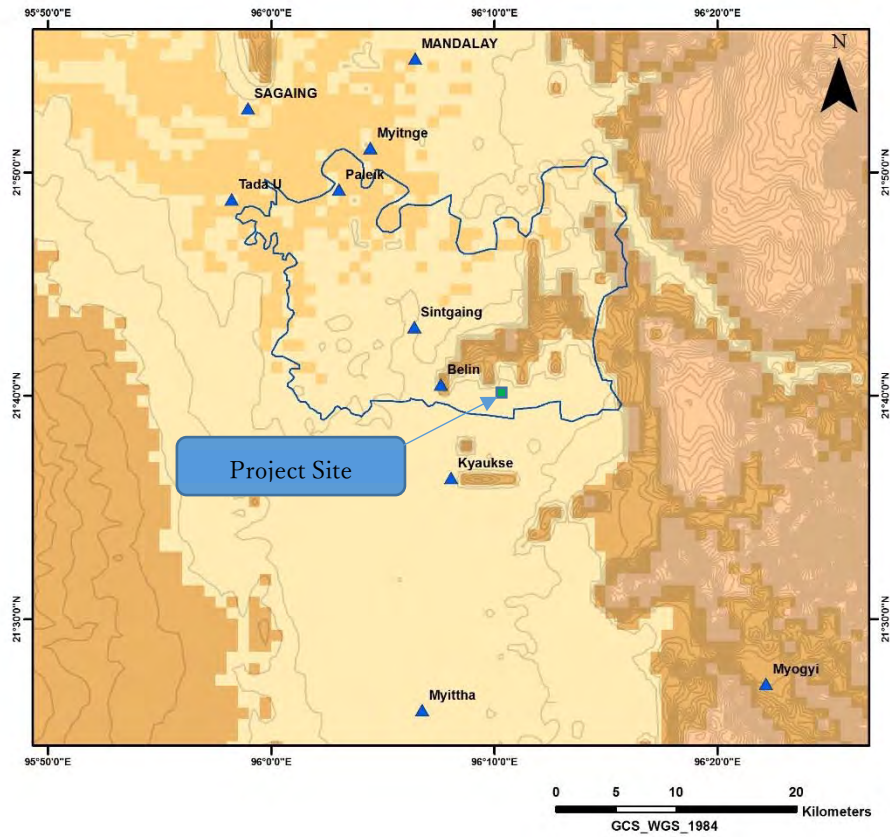 95°50'0"E 96°0'0"E 96°10'0"E 96°20'0"E
MANDALAY
N
SAGAING
Myitnge
21°50'0"N 21°50'0"N
Paleik
Tada U
Sintgaing
Belin
21°40'0"N 21°40'0"N
Project Site
Kyaukse
21°30'0"N 21°30'0"N
Myogyi
Myittha
95°50'0"E 96°0'0"E 96°10'0"E 96°20'0"E
0 5 10 20
Kilometers
GCS_WGS_1984